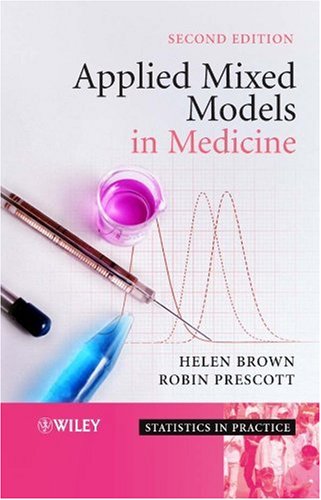 SECOND EDITION
Applied Mixed
Models
in Medicine
HELEN BROWN
ROBIN PRESCOTT
WILEY
STATISTICS IN PRACTICE